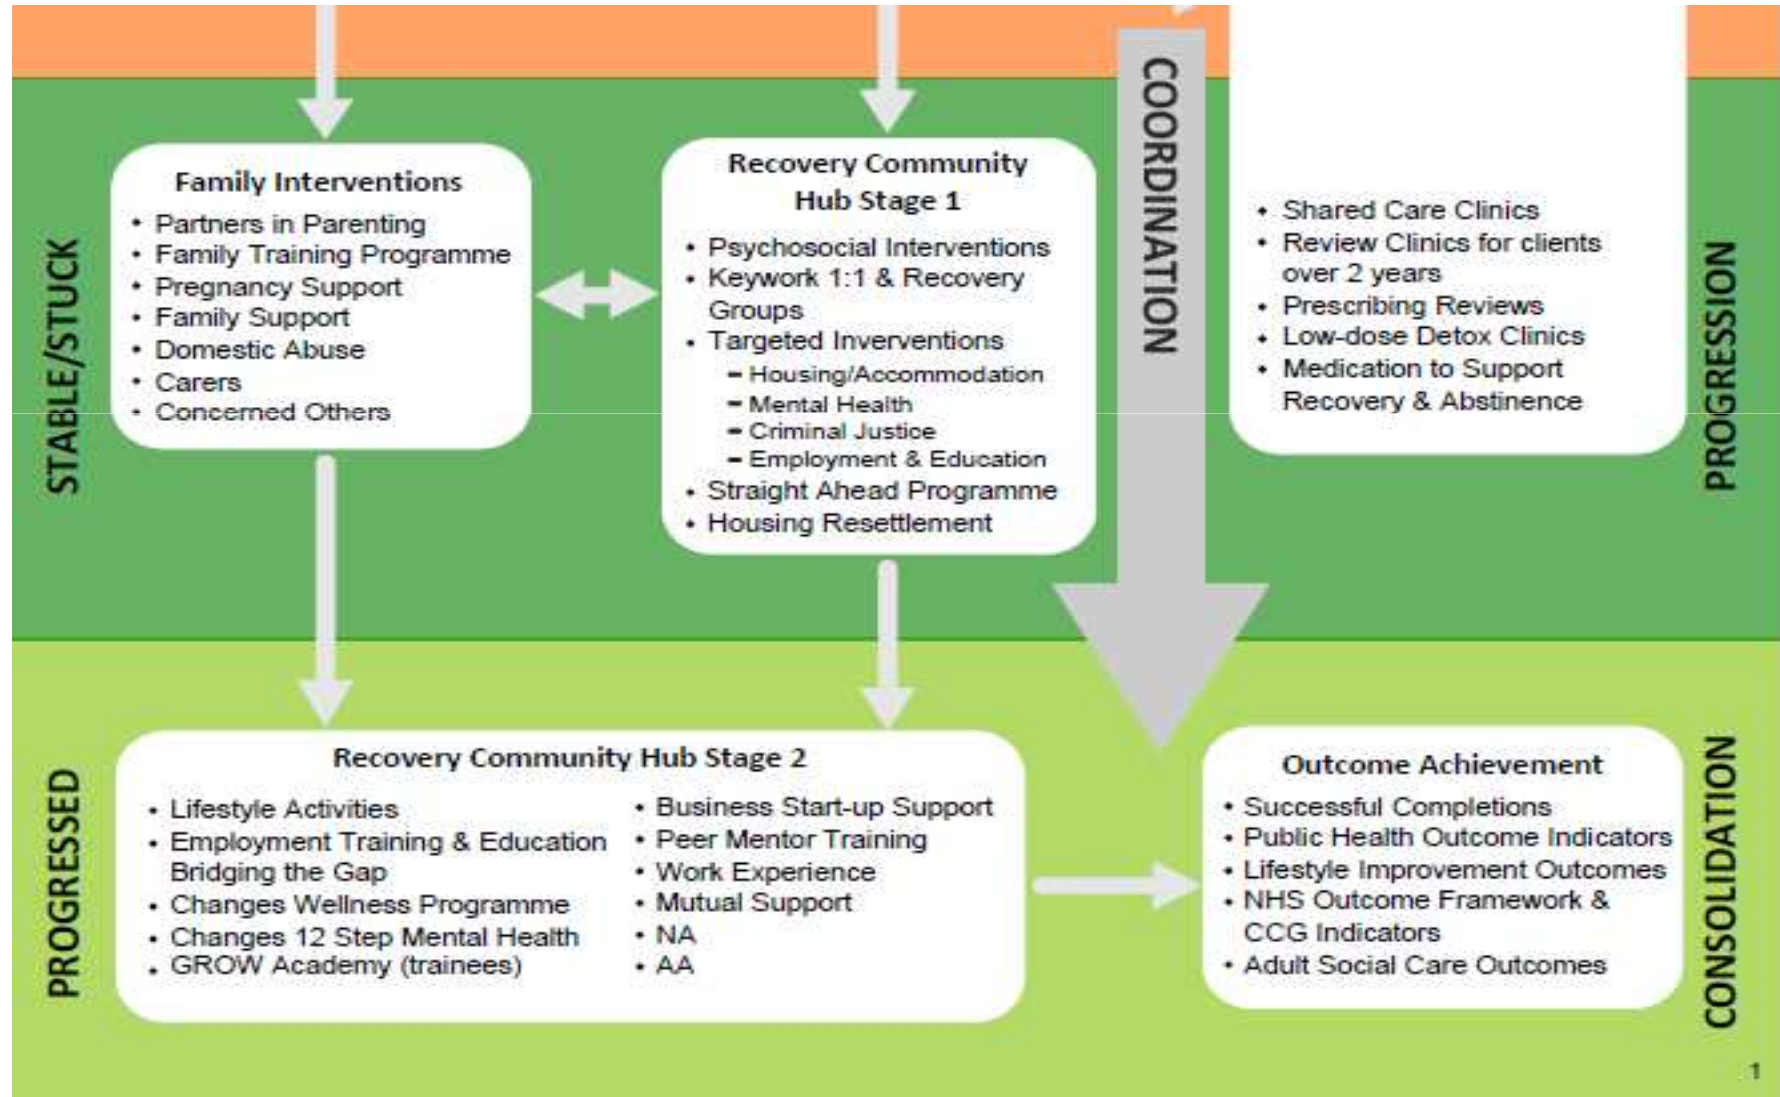 STABLE/STUCK
Family Interventions
• Partners in Parenting
• Family Training Programme
• Pregnancy Support
• Family Support
• Domestic Abuse
• Carers
• Concerned Others
Recovery Community
Hub Stage 1
• Psychosocial Interventions
• Keywork 1:1 & Recovery
Groups
• Targeted Inverventions
– Housing/Accommodation
– Mental Health
– Criminal Justice
– Employment & Education
• Straight Ahead Programme
• Housing Resettlement
COORDINATION
• Shared Care Clinics
• Review Clinics for clients
over 2 years
• Prescribing Reviews
• Low-dose Detox Clinics
• Medication to Support
Recovery & Abstinence
PROGRESSION
PROGRESSED
Recovery Community Hub Stage 2
• Lifestyle Activities
• Employment Training & Education
Bridging the Gap
• Changes Wellness Programme
• Changes 12 Step Mental Health
• GROW Academy (trainees)
• Business Start-up Support
• Peer Mentor Training
• Work Experience
• Mutual Support
• NA
• AA
Outcome Achievement
• Successful Completions
• Public Health Outcome Indicators
• Lifestyle Improvement Outcomes
• NHS Outcome Framework &
CCG Indicators
• Adult Social Care Outcomes
CONSOLIDATION
1